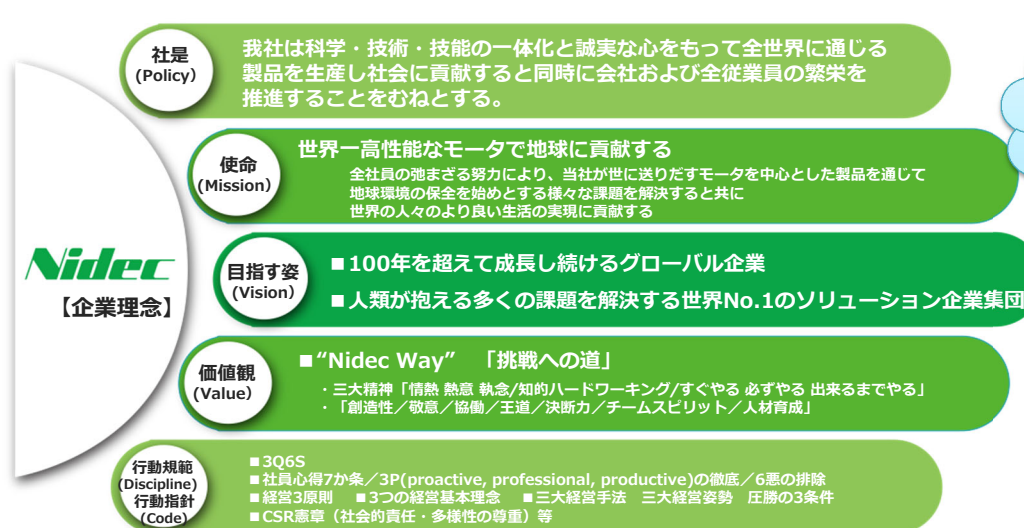 社是
(Policy)
我社は科学・技術・技能の一体化と誠実な心をもって全世界に通じる
製品を生産し社会に貢献すると同時に会社および全従業員の繁栄を
推進することをむねとする。
使命
(Mission)
世界一高性能なモータで地球に貢献する
全社員の弛まざる努力により、当社が世に送りだすモータを中心とした製品を通じて
地球環境の保全を始めとする様々な課題を解決すると共に
世界の人々のより良い生活の実現に貢献する
Nidec
【企業理念】
目指す姿
(Vision)
■100年を超えて成長し続けるグローバル企業
■人類が抱える多くの課題を解決する世界No.1のソリューション企業集団
価値観
(Value)
■“Nidec Way” 「挑戦への道」
・三大精神「情熱 熱意 執念/知的ハードワーキング/すぐやる 必ずやる 出来るまでやる」
・「創造性／敬意／協働／王道／決断力／チームスピリット／人材育成」
行動規範
(Discipline)
行動指針
(Code)
■3Q6S
■社員心得7か条／3P(proactive, professional, productive)の徹底／6悪の排除
■経営3原則 ■3つの経営基本理念 ■三大経営手法 三大経営姿勢 圧勝の3条件
■CSR憲章（社会的責任・多様性の尊重）等